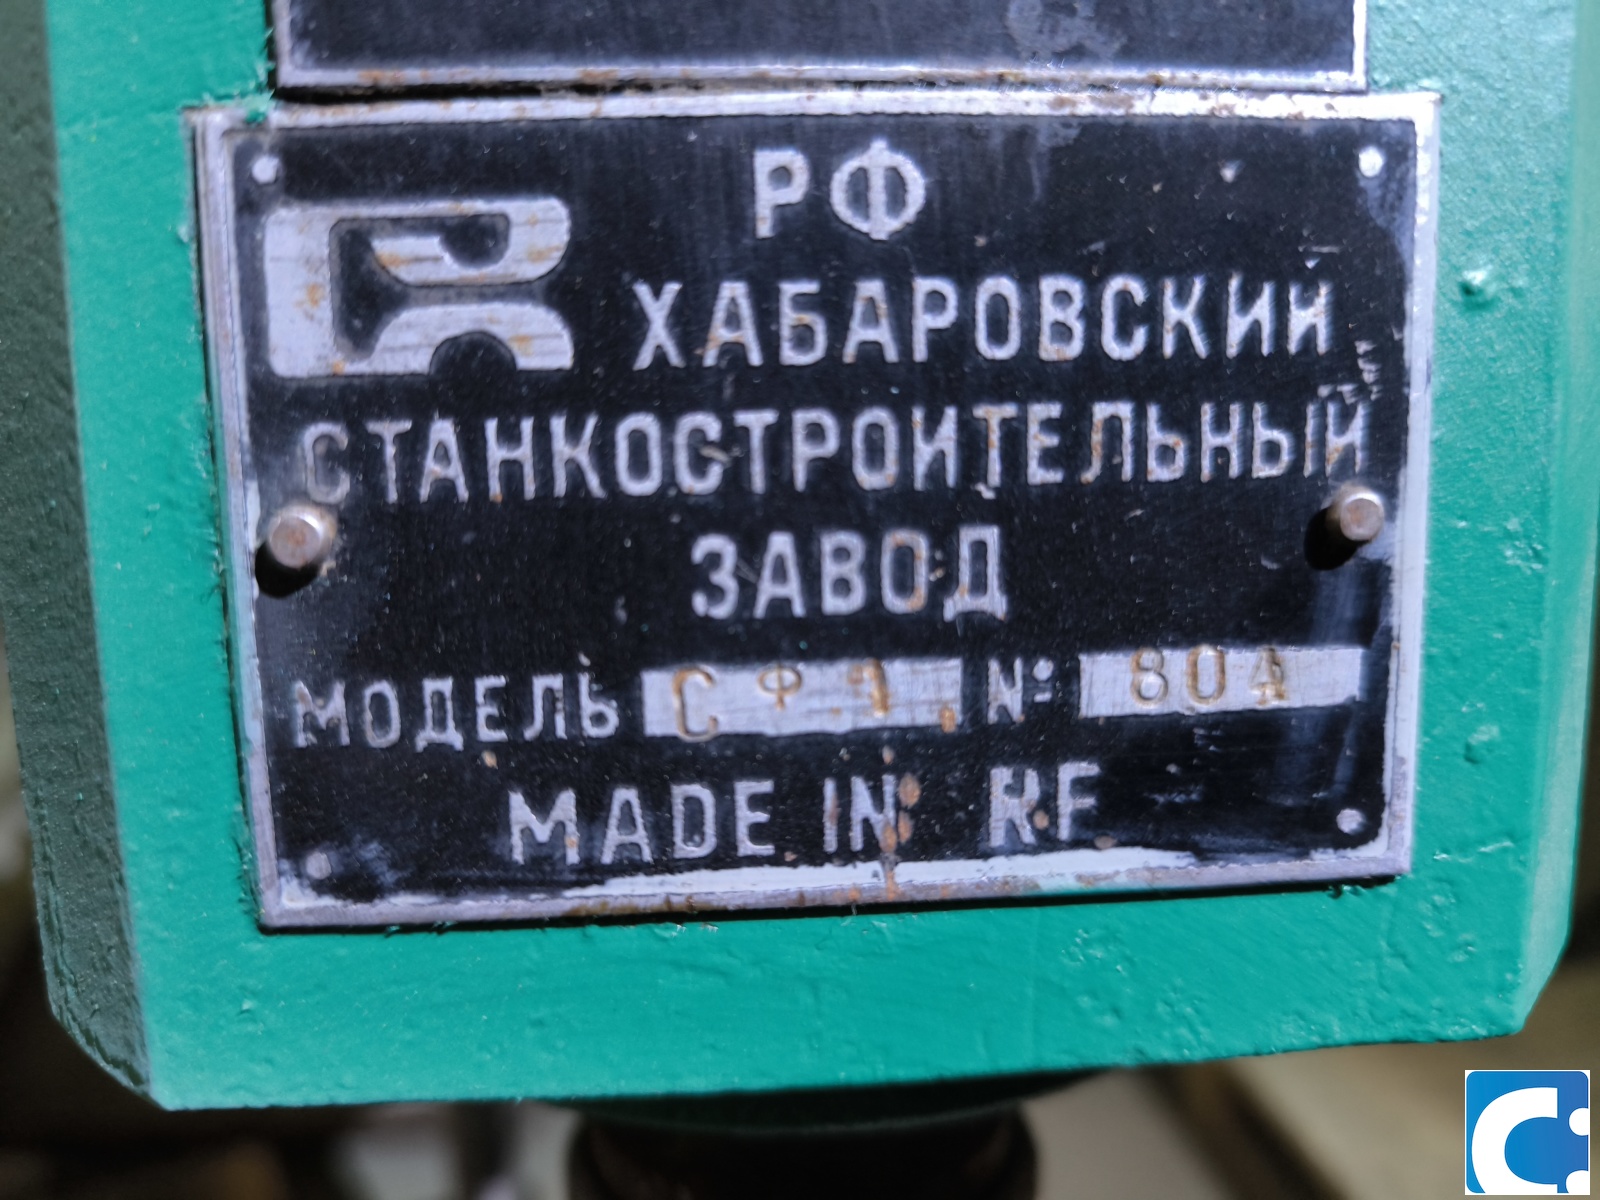 РФ
ХАБАРОВСКИЙ
СТАНКОСТРОИТЕЛЬНЫЙ
ЗАВОД
МОДЕЛЬ СФ1. № 804
MADE IN RF